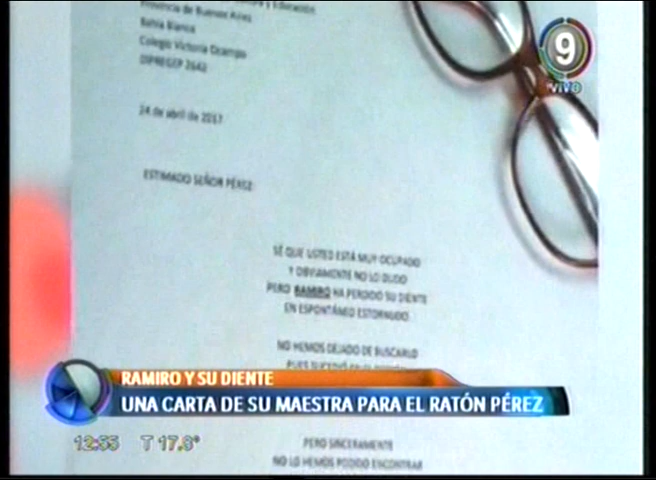 Provincia de Buenos Aires
Bahía Blanca
Colegio Victoria Ocampo
DIPREGEP 2642
24 de abril de 2017
ESTIMADO SEÑOR PÉREZ
SÉ QUE USTED ESTÁ MUY OCUPADO
Y OBVIAMENTE NO LO DUDO
PERO RAMIRO HA PERDIDO SU DIENTE
EN ESPONTÁNEO ESTORNUDO
NO HEMOS DEJADO DE BUSCARLO
PUES SUCEDIÓ
PERO SINCERAMENTE
NO LO HEMOS PODIDO ENCONTRAR
9
VIVO
RAMIRO Y SU DIENTE
UNA CARTA DE SU MAESTRA PARA EL RATÓN PÉREZ
12:55 T 17.8°